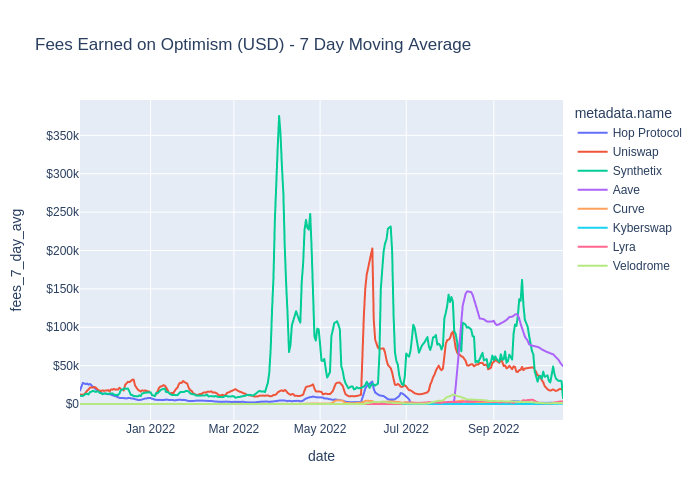 Fees Earned on Optimism (USD) - 7 Day Moving Average
metadata.name
Hop Protocol
Uniswap
Synthetix
Aave
Curve
Kyberswap
Lyra
Velodrome
$350k
$300k
$250k
$200k
$150k
$100k
$50k
$0
fees_7_day_avg
Jan 2022
Mar 2022
May 2022
Jul 2022
Sep 2022
date